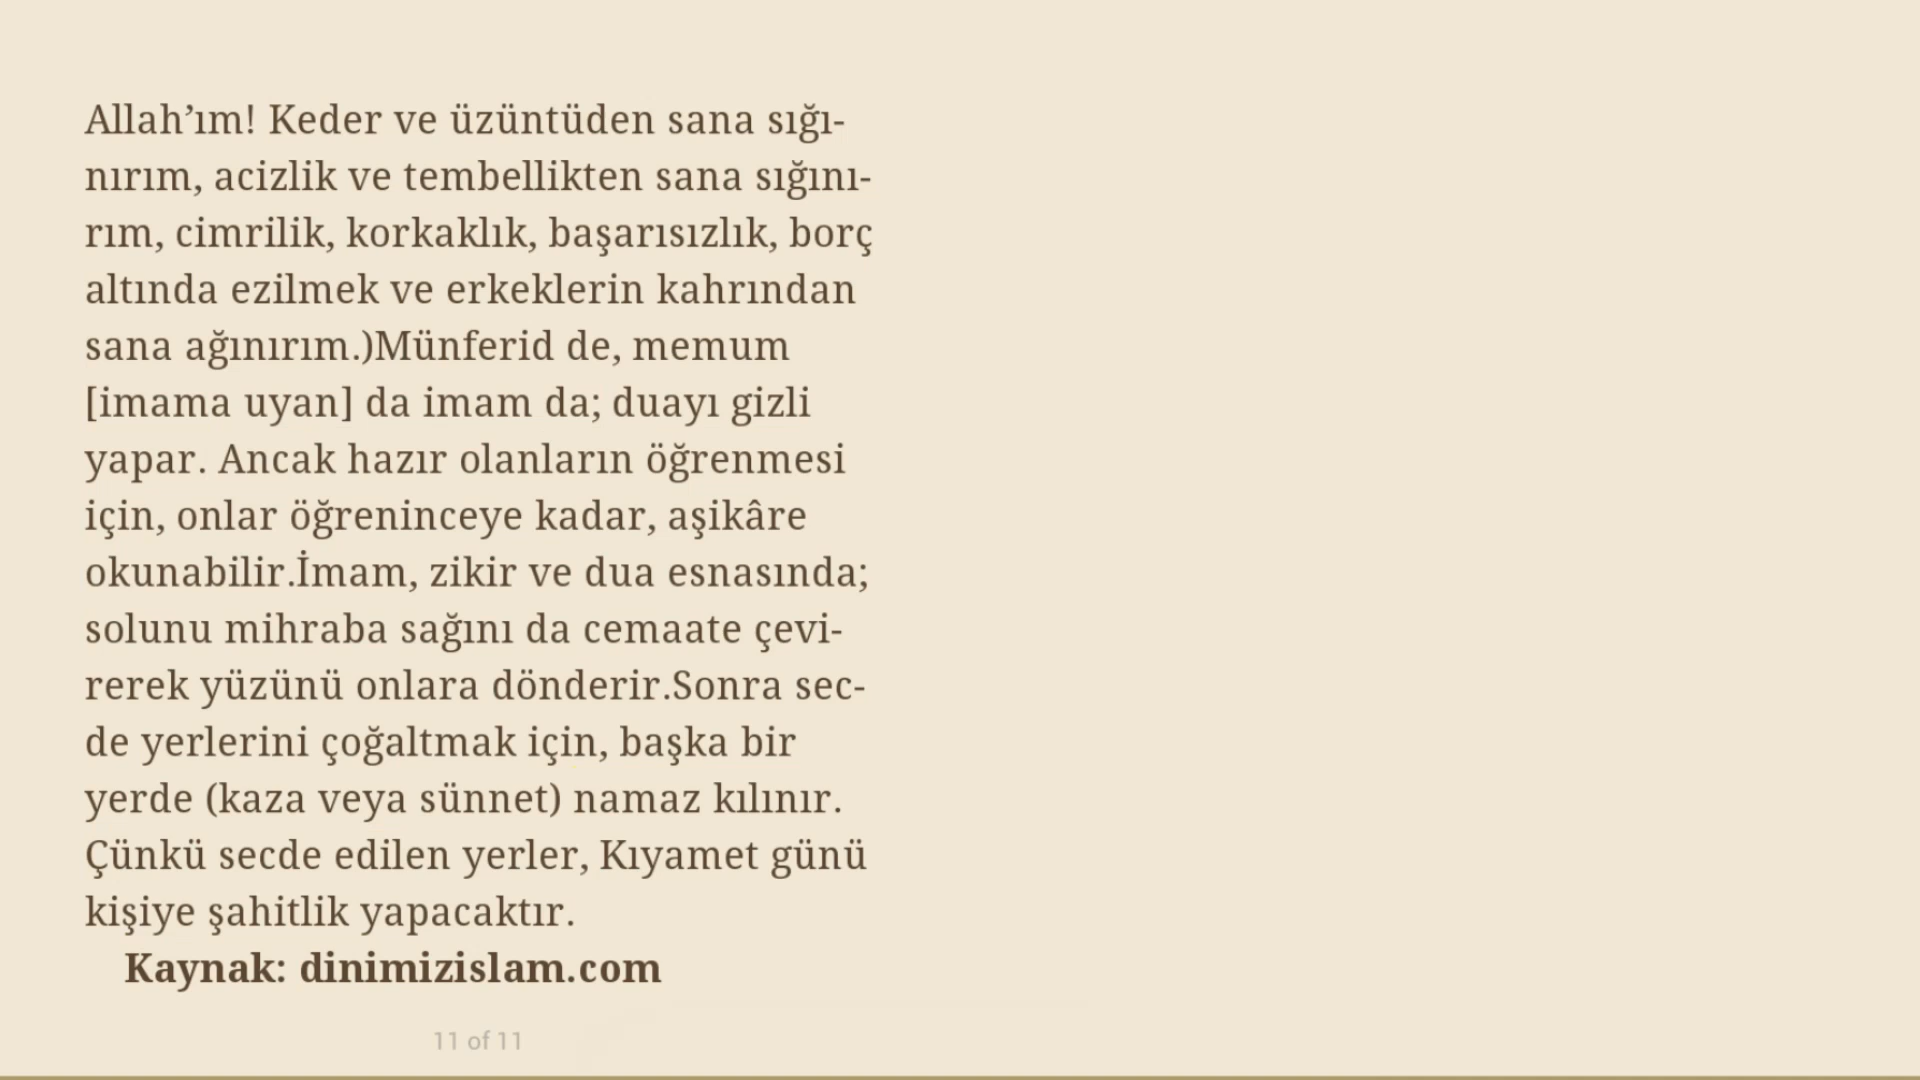 Allah’ım! Keder ve üzüntüden sana sığı-
nırım, acizlik ve tembellikten sana sığını-
rım, cimrilik, korkaklık, başarısızlık, borç
altında ezilmek ve erkeklerin kahrından
sana ağınırım.)Münferid de, memum
[imama uyan] da imam da; duayı gizli
yapar. Ancak hazır olanların öğrenmesi
için, onlar öğreninceye kadar, aşikâre
okunabilir.İmam, zikir ve dua esnasında;
solunu mihraba sağını da cemaate çevi-
rerek yüzünü onlara dönderir.Sonra sec-
de yerlerini çoğaltmak için, başka bir
yerde (kaza veya sünnet) namaz kılınır.
Çünkü secde edilen yerler, Kıyamet günü
kişiye şahitlik yapacaktır.
Kaynak: dinimizislam.com
11 of 11